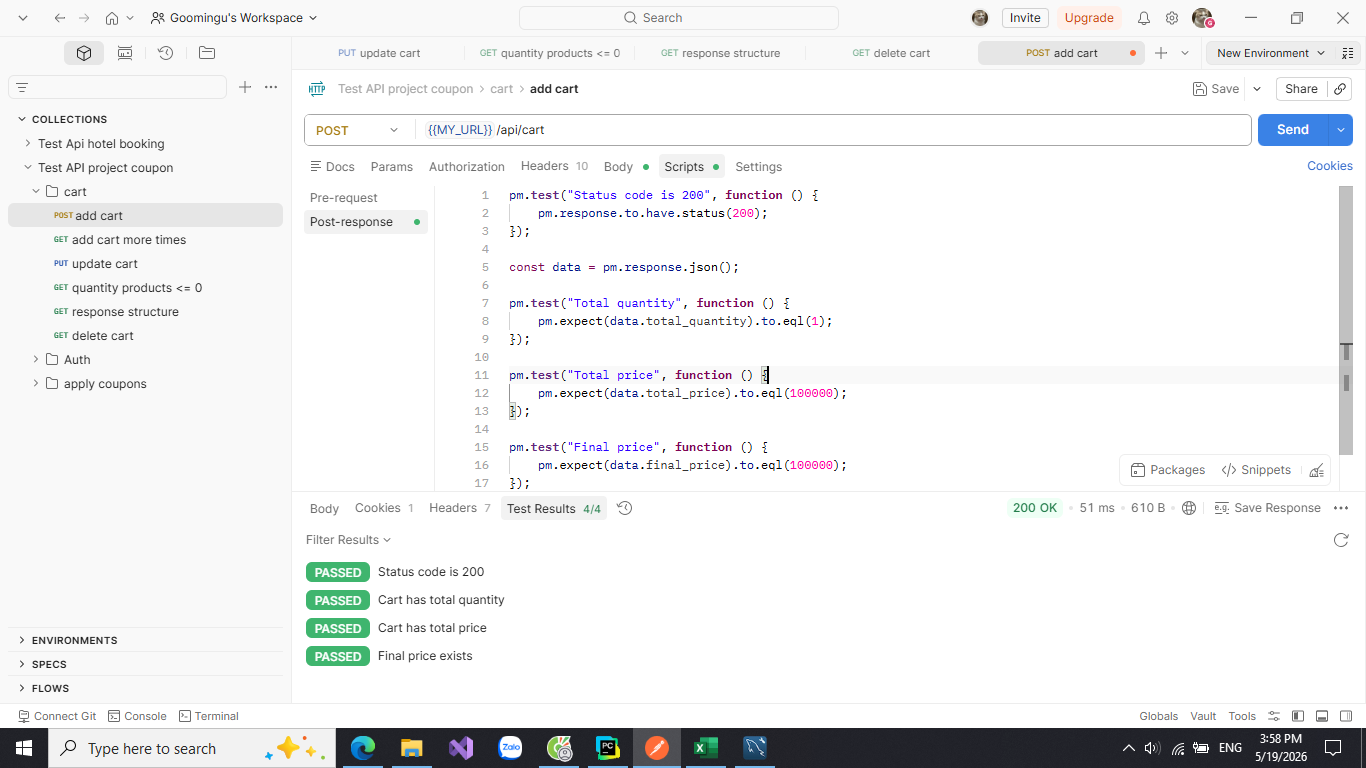 Goomingu's Workspace
Search
Invite
Upgrade
PUT update cart
GET quantity products <= 0
GET response structure
GET delete cart
POST add cart
New Environment
HTTP
Test API project coupon > cart > add cart
Save
Share
POST
{{MY_URL}} /api/cart
Send
Docs
Params
Authorization
Headers 10
Body
Scripts
Settings
Cookies
COLLECTIONS
Test Api hotel booking
Test API project coupon
cart
POST add cart
GET add cart more times
PUT update cart
GET quantity products <= 0
GET response structure
GET delete cart
Auth
apply coupons
ENVIRONMENTS
SPECS
FLOWS
Pre-request
Post-response
1 pm.test("Status code is 200", function () {
2 pm.response.to.have.status(200);
3 });
4
5 const data = pm.response.json();
6
7 pm.test("Total quantity", function () {
8 pm.expect(data.total_quantity).to.eql(1);
9 });
10
11 pm.test("Total price", function () {
12 pm.expect(data.total_price).to.eql(100000);
13 });
14
15 pm.test("Final price", function () {
16 pm.expect(data.final_price).to.eql(100000);
17 });
Packages
Snippets
Body
Cookies 1
Headers 7
Test Results 4/4
200 OK • 51 ms • 610 B
e.g. Save Response
Filter Results
PASSED Status code is 200
PASSED Cart has total quantity
PASSED Cart has total price
PASSED Final price exists
Connect Git
Console
Terminal
Globals
Vault
Tools
Type here to search
Zalo
PC
ENG
3:58 PM
5/19/2026